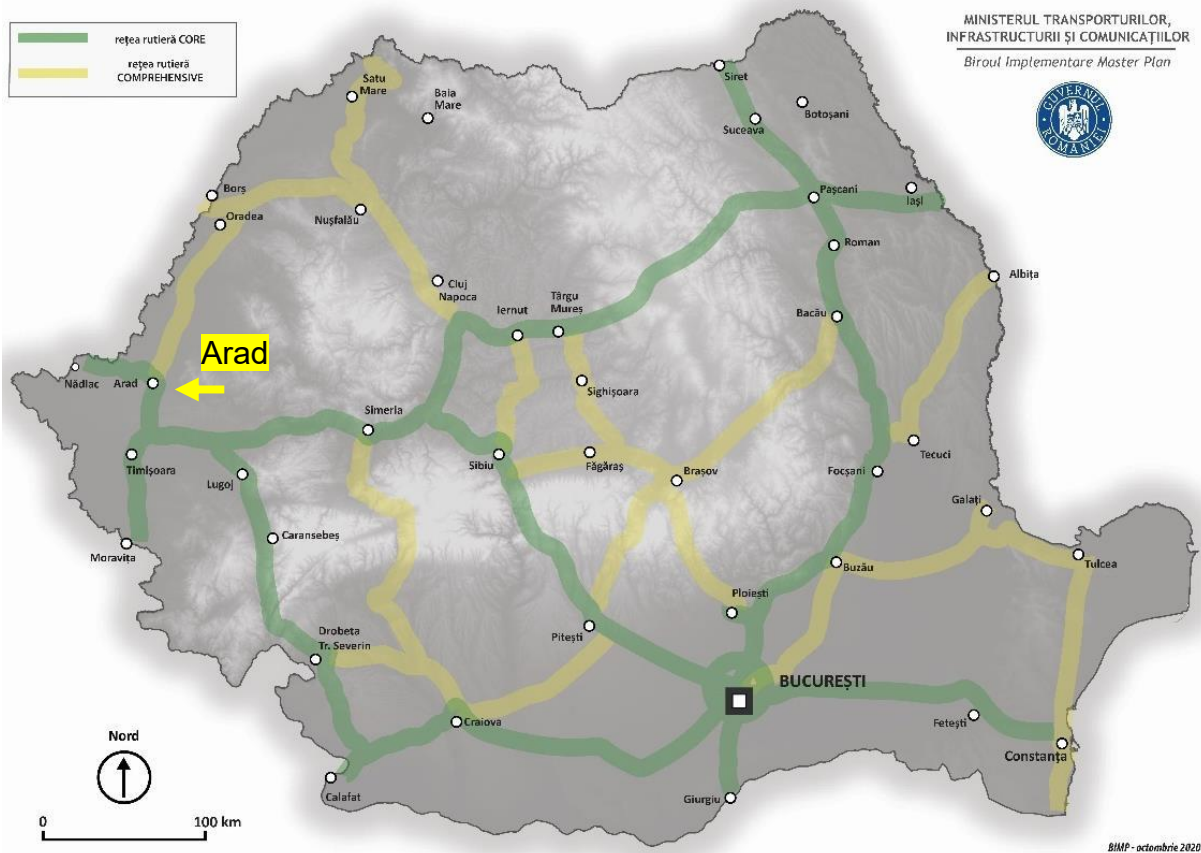 rețea rutieră CORE
rețea rutieră
COMPREHENSIVE
MINISTERUL TRANSPORTURILOR,
INFRASTRUCTURII ȘI COMUNICAȚIILOR
Biroul Implementare Master Plan
GUVERNUL
ROMÂNIEI
Siret
Satu
Mare
Baia
Mare
Botoșani
Suceava
Borș
Pașcani
Iași
Oradea
Nușfalău
Roman
Albița
Cluj
Napoca
Iernut
Târgu
Mureș
Bacău
Arad
Nădlac
Arad
Sighișoara
Simeria
Timișoara
Lugoj
Sibiu
Făgăraș
Brașov
Focșani
Tecuci
Galați
Caransebeș
Moravița
Buzău
Tulcea
Ploiești
Drobeta
Tr. Severin
Pitești
BUCUREȘTI
Craiova
Fetești
Constanța
Nord
Calafat
Giurgiu
0
100 km
BIMP - octombrie 2020